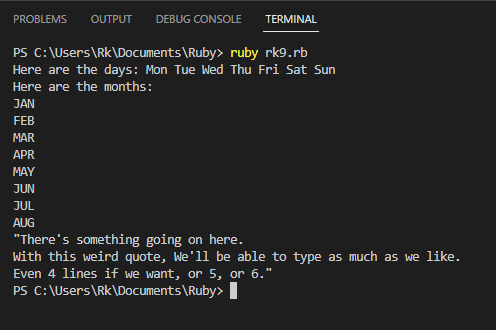 PROBLEMS OUTPUT DEBUG CONSOLE TERMINAL
PS C:\Users\Rk\Documents\Ruby> ruby rk9.rb
Here are the days: Mon Tue Wed Thu Fri Sat Sun
Here are the months:
JAN
FEB
MAR
APR
MAY
JUN
JUL
AUG
"There's something going on here.
With this weird quote, We'll be able to type as much as we like.
Even 4 lines if we want, or 5, or 6."
PS C:\Users\Rk\Documents\Ruby>